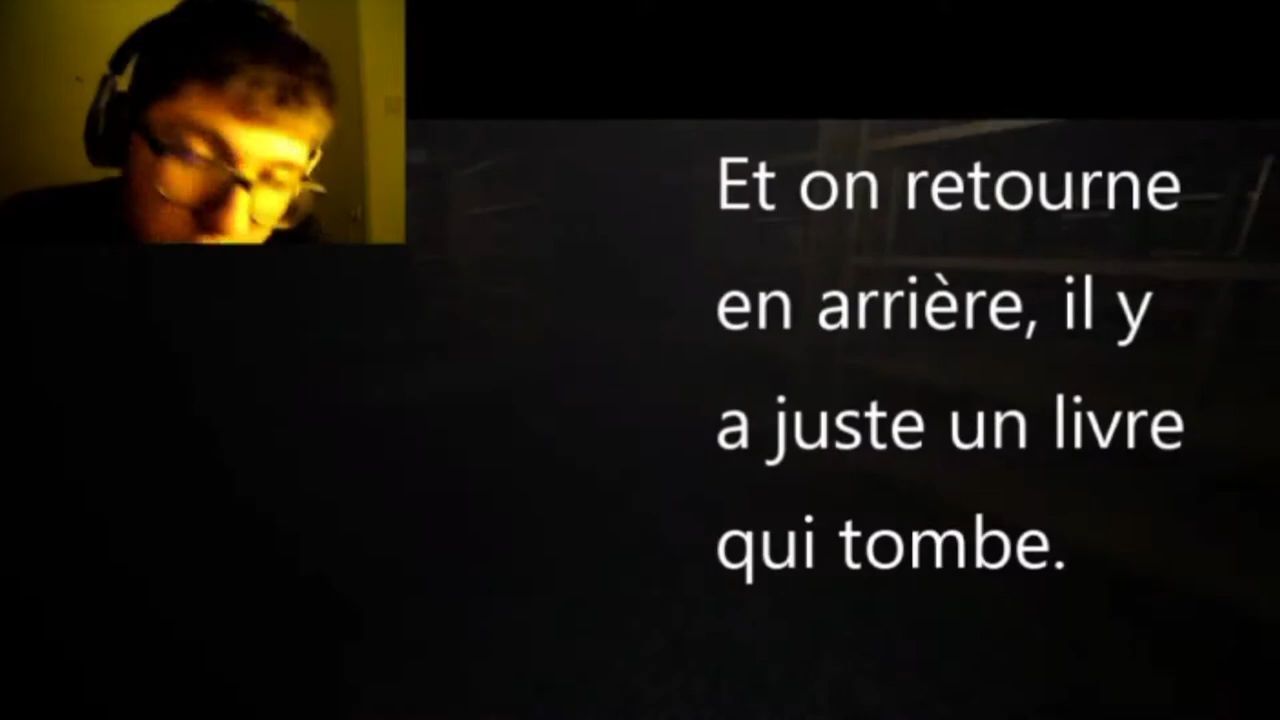 Et on retourne
en arrière, il y
a juste un livre
qui tombe.